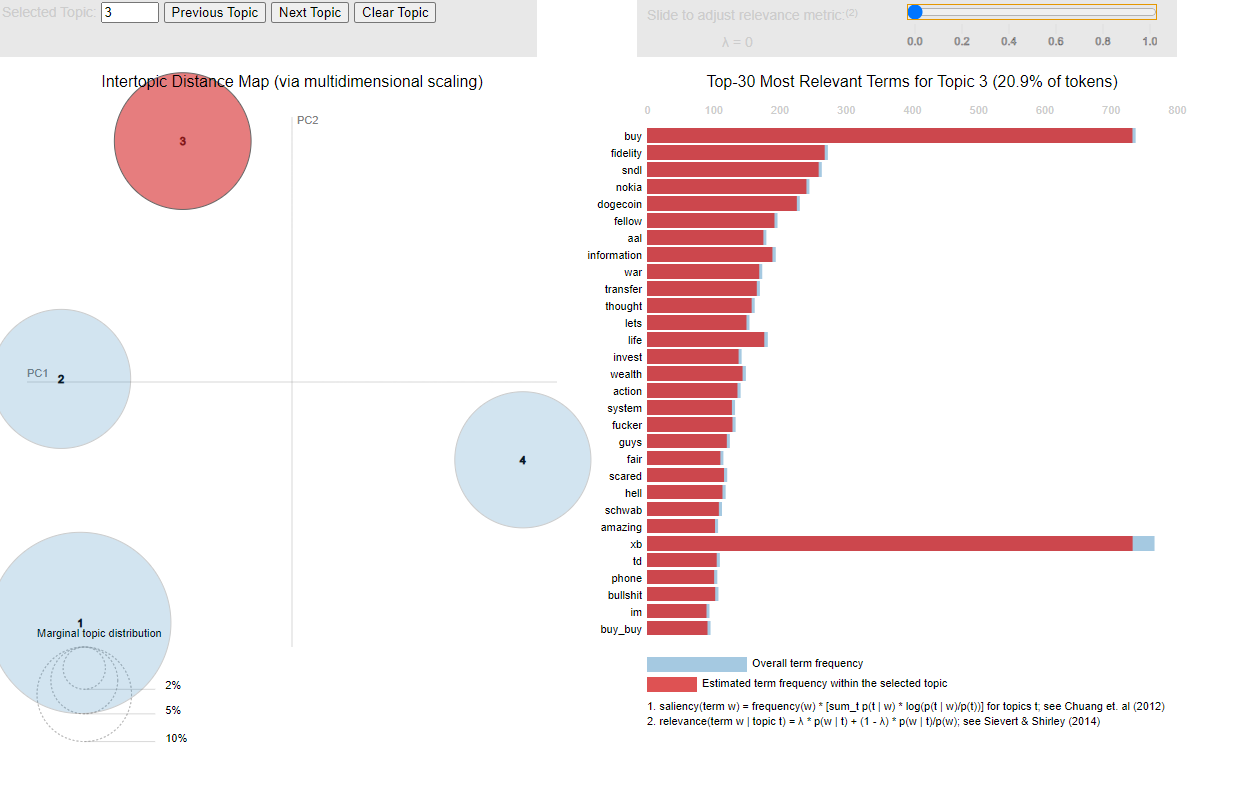 Selected Topic: 3 Previous Topic Next Topic Clear Topic
Slide to adjust relevance metric:(2)
λ = 0
0.0 0.2 0.4 0.6 0.8 1.0
Intertopic Distance Map (via multidimensional scaling)
PC2
3
PC1
2
4
1
Marginal topic distribution
2%
5%
10%
Top-30 Most Relevant Terms for Topic 3 (20.9% of tokens)
0 100 200 300 400 500 600 700 800
buy
fidelity
sndl
nokia
dogecoin
fellow
aal
information
war
transfer
thought
lets
life
invest
wealth
action
system
fucker
guys
fair
scared
hell
schwab
amazing
xb
td
phone
bullshit
im
buy_buy
Overall term frequency
Estimated term frequency within the selected topic
1. saliency(term w) = frequency(w) * [sum_t p(t | w) * log(p(t | w)/p(t))] for topics t; see Chuang et. al (2012)
2. relevance(term w | topic t) = λ * p(w | t) + (1 - λ) * p(w | t)/p(w); see Sievert & Shirley (2014)